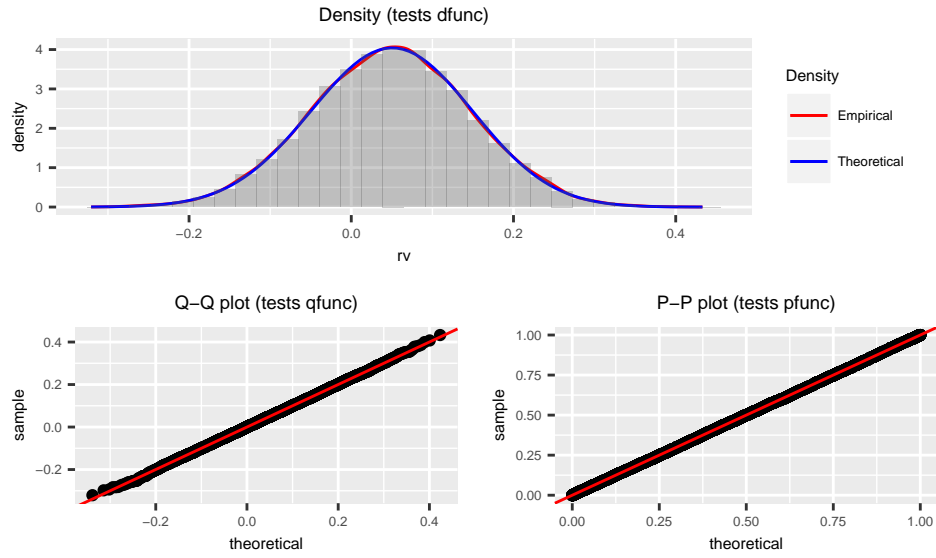 Density (tests dfunc)
density
4
3
2
1
0
−0.2
0.0
0.2
0.4
rv
Density
Empirical
Theoretical
Q−Q plot (tests qfunc)
sample
0.4
0.2
0.0
−0.2
−0.2
0.0
0.2
0.4
theoretical
P−P plot (tests pfunc)
sample
1.00
0.75
0.50
0.25
0.00
0.00
0.25
0.50
0.75
1.00
theoretical